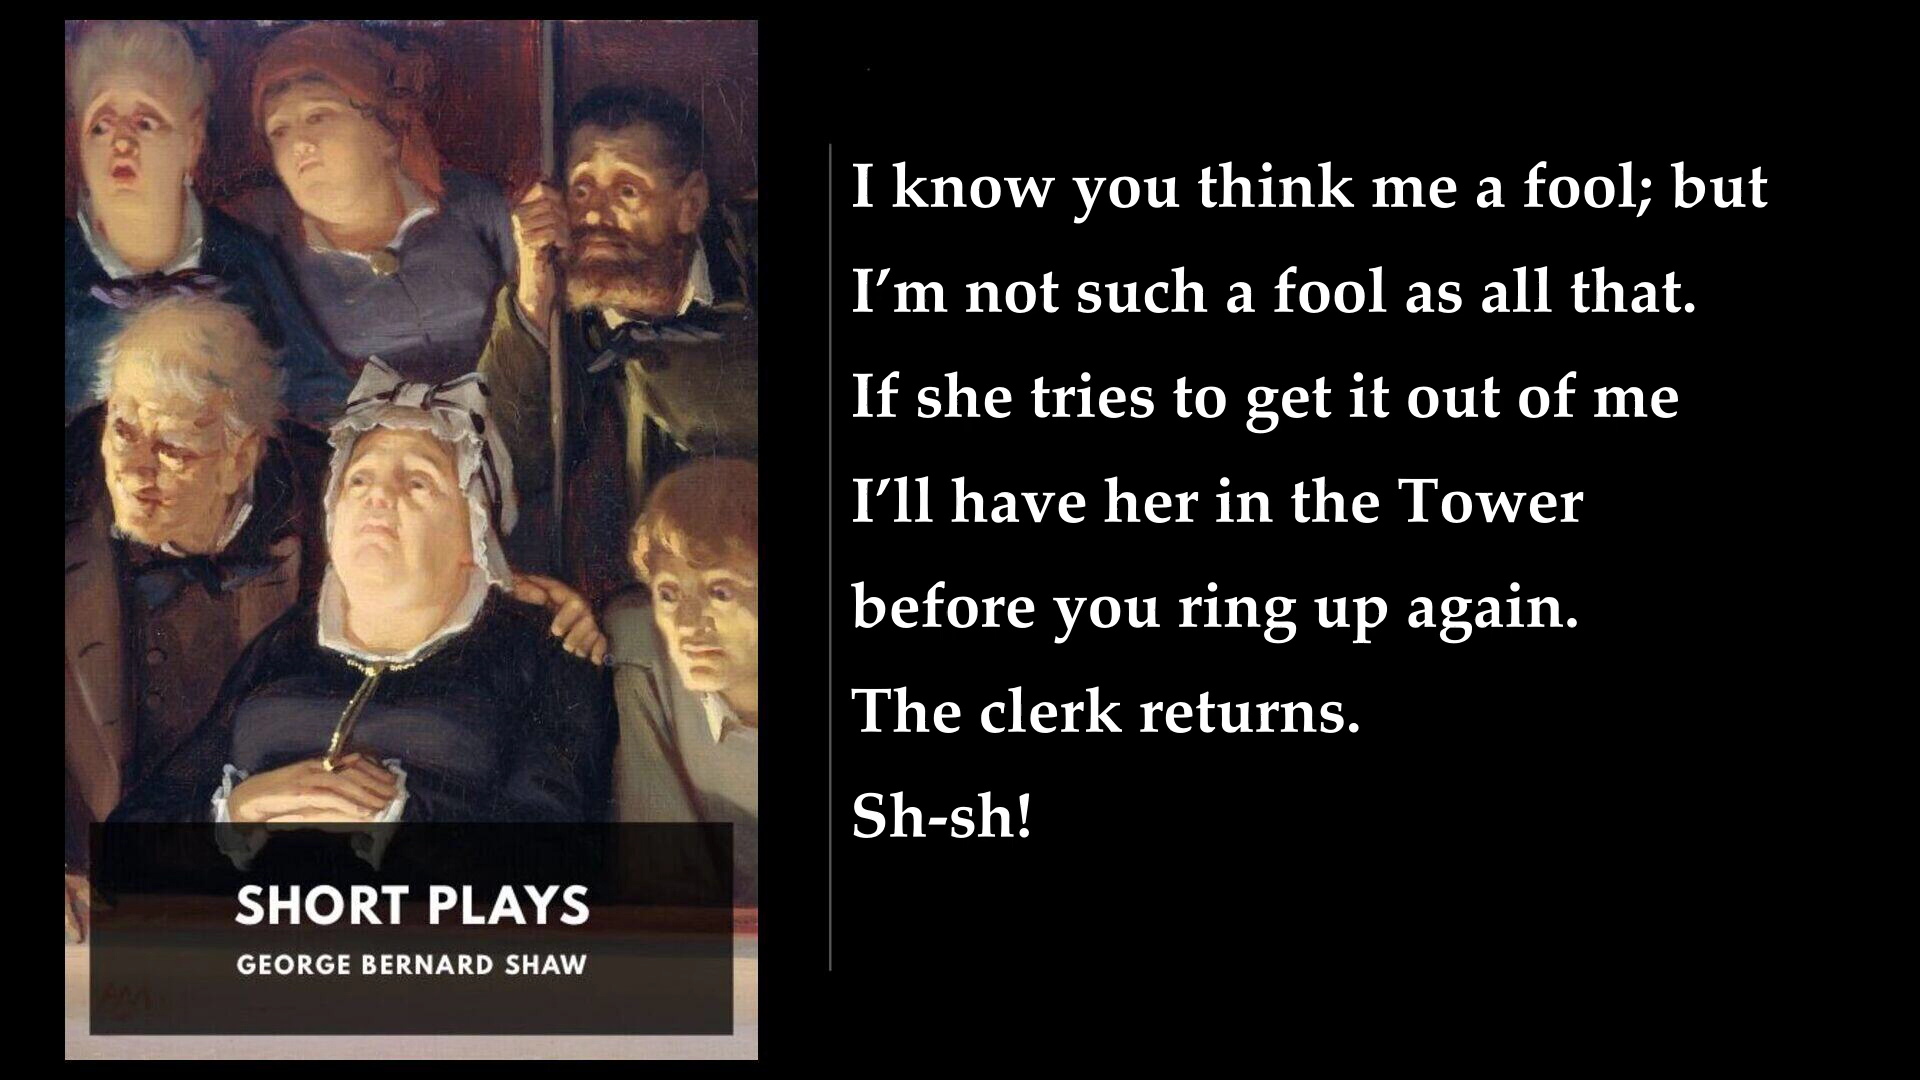 I know you think me a fool; but
I’m not such a fool as all that.
If she tries to get it out of me
I’ll have her in the Tower
before you ring up again.
The clerk returns.
Sh-sh!
SHORT PLAYS
GEORGE BERNARD SHAW